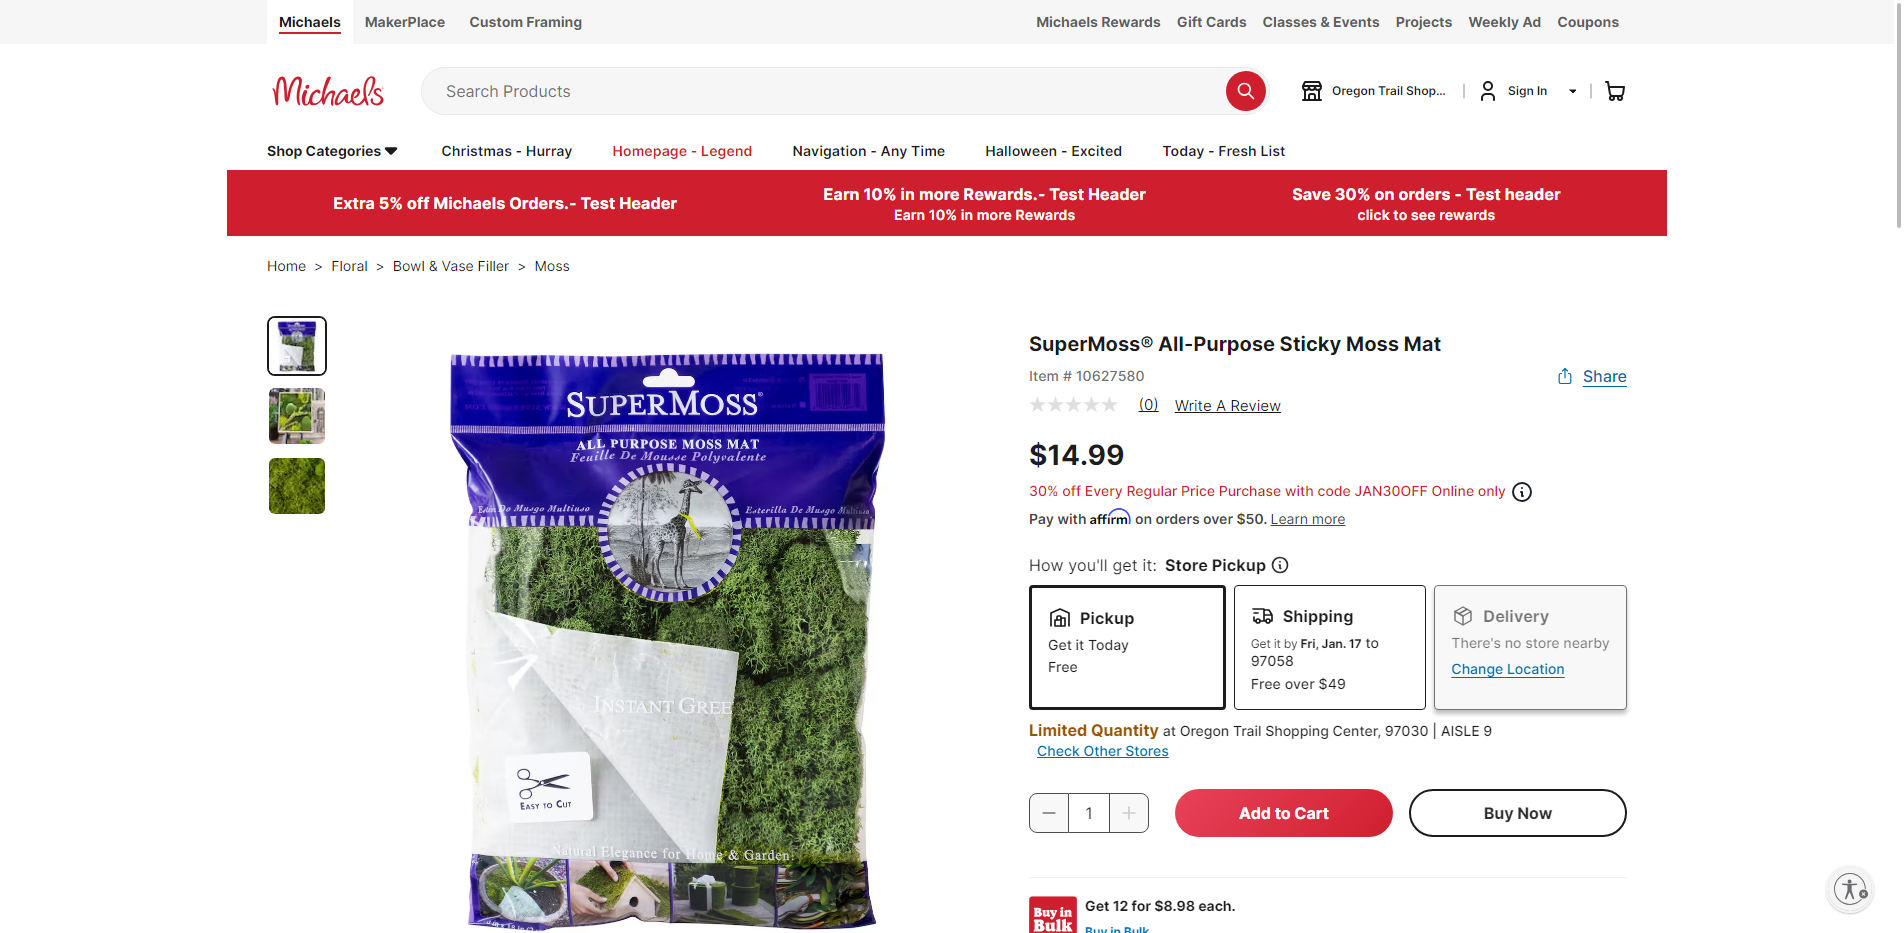 Michaels
MakerPlace
Custom Framing
Michaels Rewards
Gift Cards
Classes & Events
Projects
Weekly Ad
Coupons
Michaels
Search Products
Oregon Trail Shop...
Sign In
Shop Categories
Christmas - Hurray
Homepage - Legend
Navigation - Any Time
Halloween - Excited
Today - Fresh List
Extra 5% off Michaels Orders.- Test Header
Earn 10% in more Rewards.- Test Header
Earn 10% in more Rewards
Save 30% on orders - Test header
click to see rewards
Home > Floral > Bowl & Vase Filler > Moss
SUPERMOSS®
ALL PURPOSE MOSS MAT
Feuille De Mousse Polyvalente
Esterilla De Musgo Multiuso
INSTANT GREE
EASY TO CUT
Natural Elegance for Home & Garden
SuperMoss® All-Purpose Sticky Moss Mat
Item # 10627580
Share
(0)
Write A Review
$14.99
30% off Every Regular Price Purchase with code JAN30OFF Online only
Pay with affirm on orders over $50. Learn more
How you'll get it: Store Pickup
Pickup
Get it Today
Free
Shipping
Get it by Fri, Jan. 17 to
97058
Free over $49
Delivery
There's no store nearby
Change Location
Limited Quantity at Oregon Trail Shopping Center, 97030 | AISLE 9
Check Other Stores
1
Add to Cart
Buy Now
Buy in
Bulk
Get 12 for $8.98 each.
Buy in Bulk